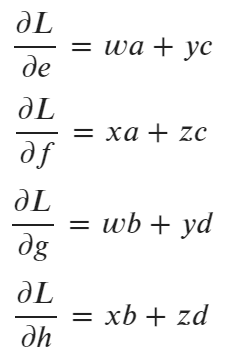 ∂L/∂e = wa + yc
∂L/∂f = xa + zc
∂L/∂g = wb + yd
∂L/∂h = xb + zd